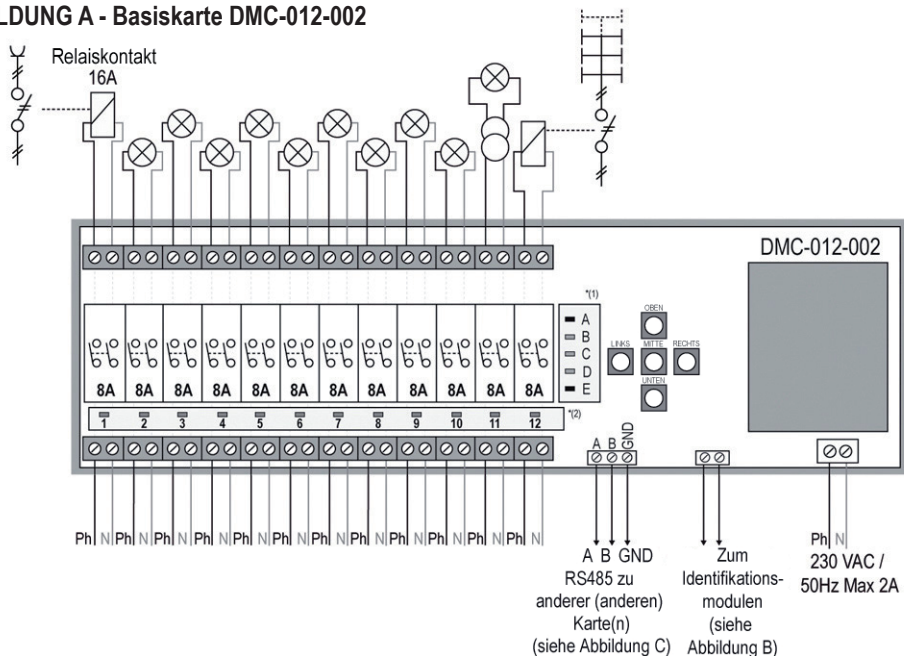 LDUNG A - Basiskarte DMC-012-002
Relaiskontakt
16A
DMC-012-002
*(1)
A
B
C
D
E
OBEN
LINKS MITTE RECHTS
UNTEN
8A 8A 8A 8A 8A 8A 8A 8A 8A 8A 8A 8A
1 2 3 4 5 6 7 8 9 10 11 12
*(2)
A B GND
Ph N Ph N Ph N Ph N Ph N Ph N Ph N Ph N Ph N Ph N Ph N Ph N
A B GND
RS485 zu
anderer (anderen)
Karte(n)
(siehe Abbildung C)
Zum
Identifikations-
modulen
(siehe
Abbildung B)
Ph N
230 VAC /
50Hz Max 2A